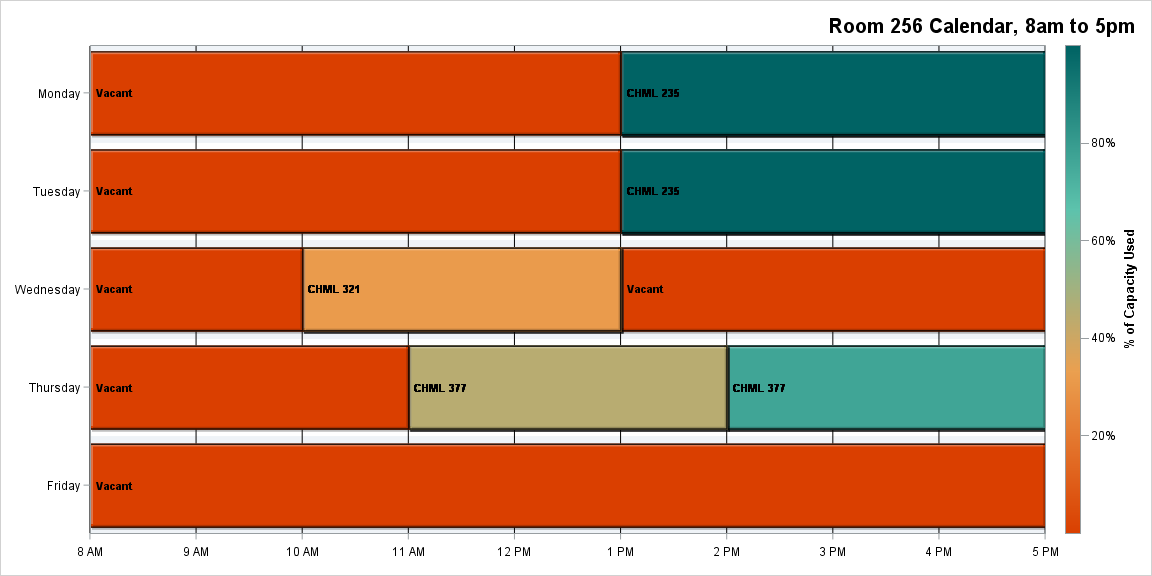 Room 256 Calendar, 8am to 5pm
Monday
Vacant
CHML 235
Tuesday
Vacant
CHML 235
Wednesday
Vacant
CHML 321
Vacant
Thursday
Vacant
CHML 377
CHML 377
Friday
Vacant
8 AM
9 AM
10 AM
11 AM
12 PM
1 PM
2 PM
3 PM
4 PM
5 PM
80%
60%
40%
20%
% of Capacity Used